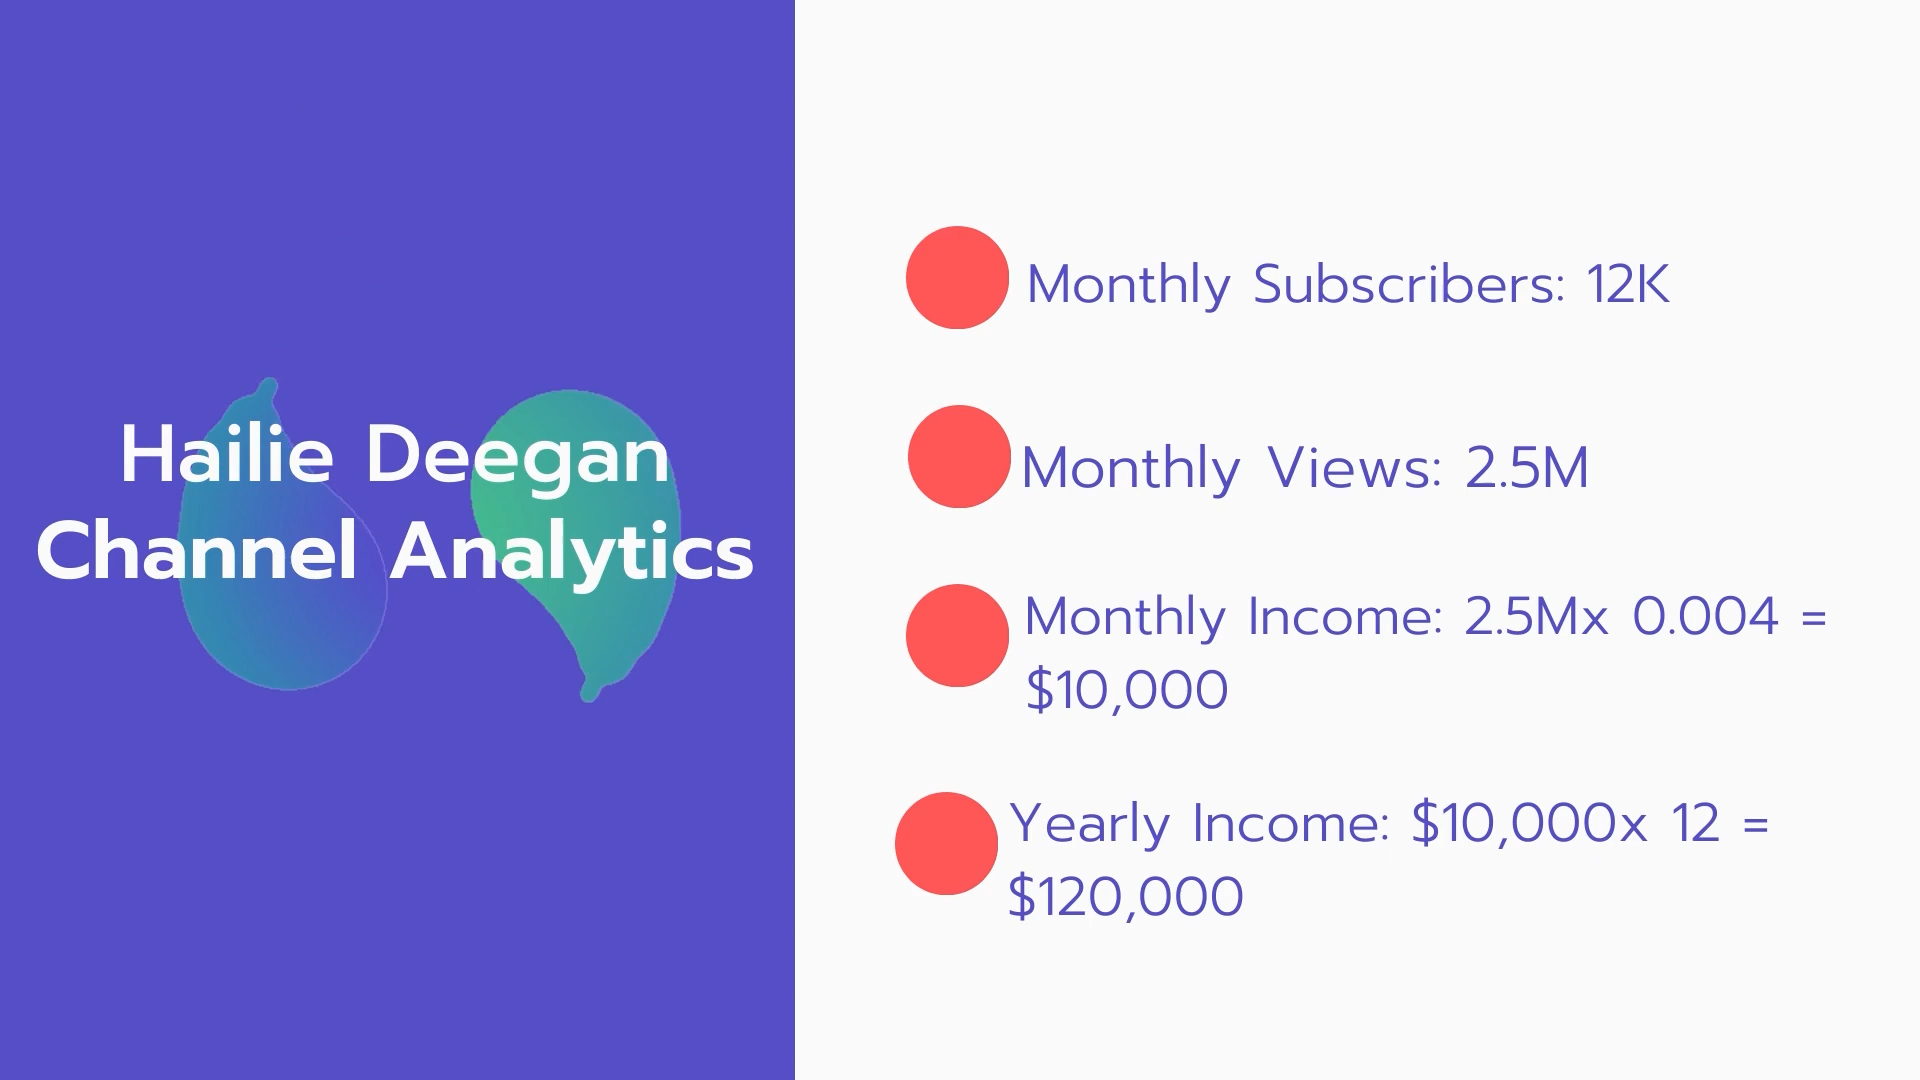 Hailie Deegan
Channel Analytics
Monthly Subscribers: 12K
Monthly Views: 2.5M
Monthly Income: 2.5Mx 0.004 =
$10,000
Yearly Income: $10,000x 12 =
$120,000